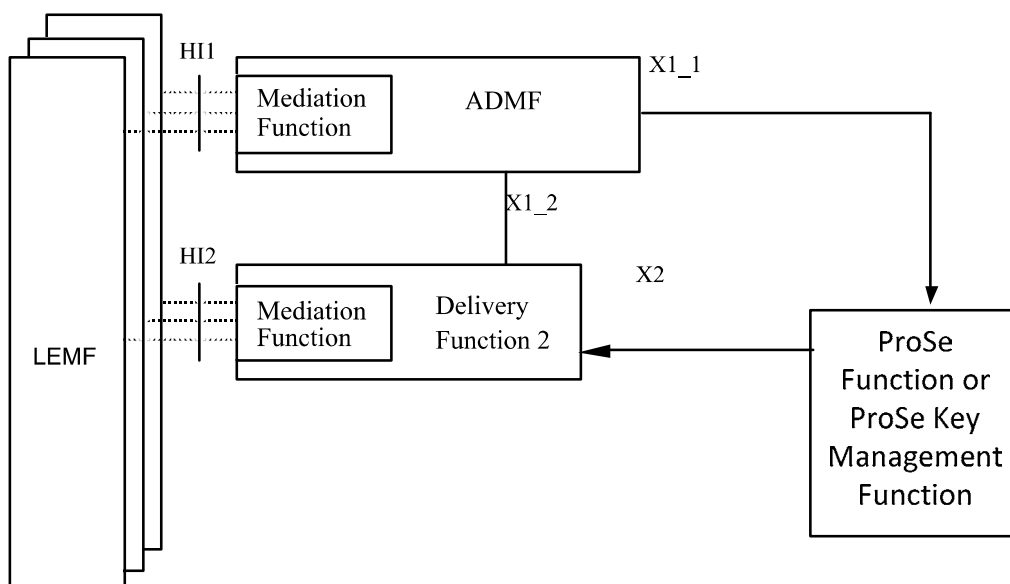 HI1
X1_1
Mediation
Function
ADMF
X1_2
HI2
X2
Mediation
Function
Delivery
Function 2
LEMF
ProSe
Function or
ProSe Key
Management
Function